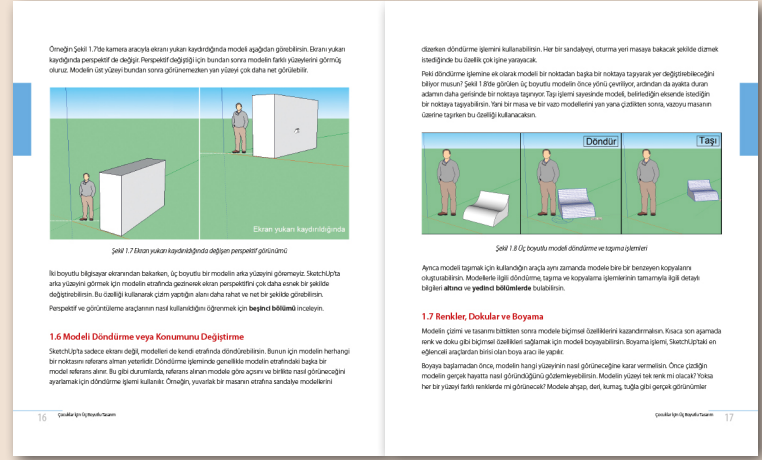 Örneğin Şekil 1.7'de kamera aracıyla ekranı yukarı kaydırdığında modeli aşağıdan görebilirsin. Ekranı yukarı
kaydığında perspektif de değişir. Perspektif değiştiği için bundan sonra modelin farklı yüzeylerini görmüş
oluruz. Modelin üst yüzeyi bundan sonra görünemezken yan yüzeyi çok daha net görülebilir.
Ekran yukarı kaydırıldığında
Şekil 1.7 Ekran yukarı kaydırıldığında değişen perspektif görünümü
İki boyutlu bilgisayar ekranından bakarken, üç boyutlu bir modelin arka yüzeyini göremeyiz. SketchUp'ta
arka yüzeyini görmek için modelin etrafında gezinerek ekran perspektifini çok daha esnek bir şekilde
değiştirebilirsin. Bu özelliği kullanarak çizim yaptığın alanı daha rahat ve net bir şekilde görebilirsin.
Perspektif ve görüntüleme araçlarının nasıl kullanıldığını öğrenmek için beşinci bölümü inceleyin.
1.6 Modeli Döndürme veya Konumunu Değiştirme
SketchUp'ta sadece ekranı değil, modelleri de kendi etrafında döndürebilirsin. Bunun için modelin herhangi
bir noktasını referans alman yeterlidir. Döndürme işleminde genellikle modelin etrafındaki başka bir
model referans alınır. Bu gibi durumlarda, referans alınan modele göre açısını ve birlikte nasıl görüneceğini
ayarlamak için döndürme işlemi kullanılır. Örneğin, yuvarlak bir masanın etrafına sandalye modellerini
16
Çocuklar İçin Üç Boyutlu Tasarım
dizerken döndürme işlemini kullanabilirsin. Her bir sandalyeyi, oturma yeri masaya bakacak şekilde dizmek
istediğinde bu özellik çok işine yarayacak.
Peki döndürme işlemine ek olarak modeli bir noktadan başka bir noktaya taşıyarak yer değiştirebileceğini
biliyor musun? Şekil 1.8'de görülen üç boyutlu modelin önce yönü çevriliyor, ardından da ayakta duran
adamın daha gerisinde bir noktaya taşınıyor. Taşı işlemi sayesinde modeli, belirlediğin eksende istediğin
bir noktaya taşıyabilirsin. Yani bir masa ve bir vazo modellerini yan yana çizdikten sonra, vazoyu masanın
üzerine taşırken bu özelliği kullanacaksın.
Döndür
Taşı
Şekil 1.8 Üç boyutlu modeli döndürme ve taşıma işlemleri
Ayrıca modeli taşımak için kullandığın araçla aynı zamanda modele bire bir benzeyen kopyalarını
oluşturabilirsin. Modellerle ilgili döndürme, taşıma ve kopyalama işlemlerinin tamamıyla ilgili detaylı
bilgileri altıncı ve yedinci bölümlerde bulabilirsin.
1.7 Renkler, Dokular ve Boyama
Modelin çizimi ve tasarımı bittikten sonra modele biçimsel özelliklerini kazandırmalısın. Kısaca son aşamada
renk ve doku gibi biçimsel özellikleri sağlamak için modeli boyayabilirsin. Boyama işlemi, SketchUp'taki en
eğlenceli araçlardan birisi olan boya aracı ile yapılır.
Boyaya başlamadan önce, modelin hangi yüzeyinin nasıl görüneceğine karar vermelisin. Önce çizdiğin
modelin gerçek hayatta nasıl göründüğünü gözlemleyebilirsin. Modelin yüzeyi tek renk mi olacak? Yoksa
her bir yüzeyi farklı renklerde mi görünecek? Modele ahşap, deri, kumaş, tuğla gibi gerçek görünümler
Çocuklar İçin Üç Boyutlu Tasarım
17